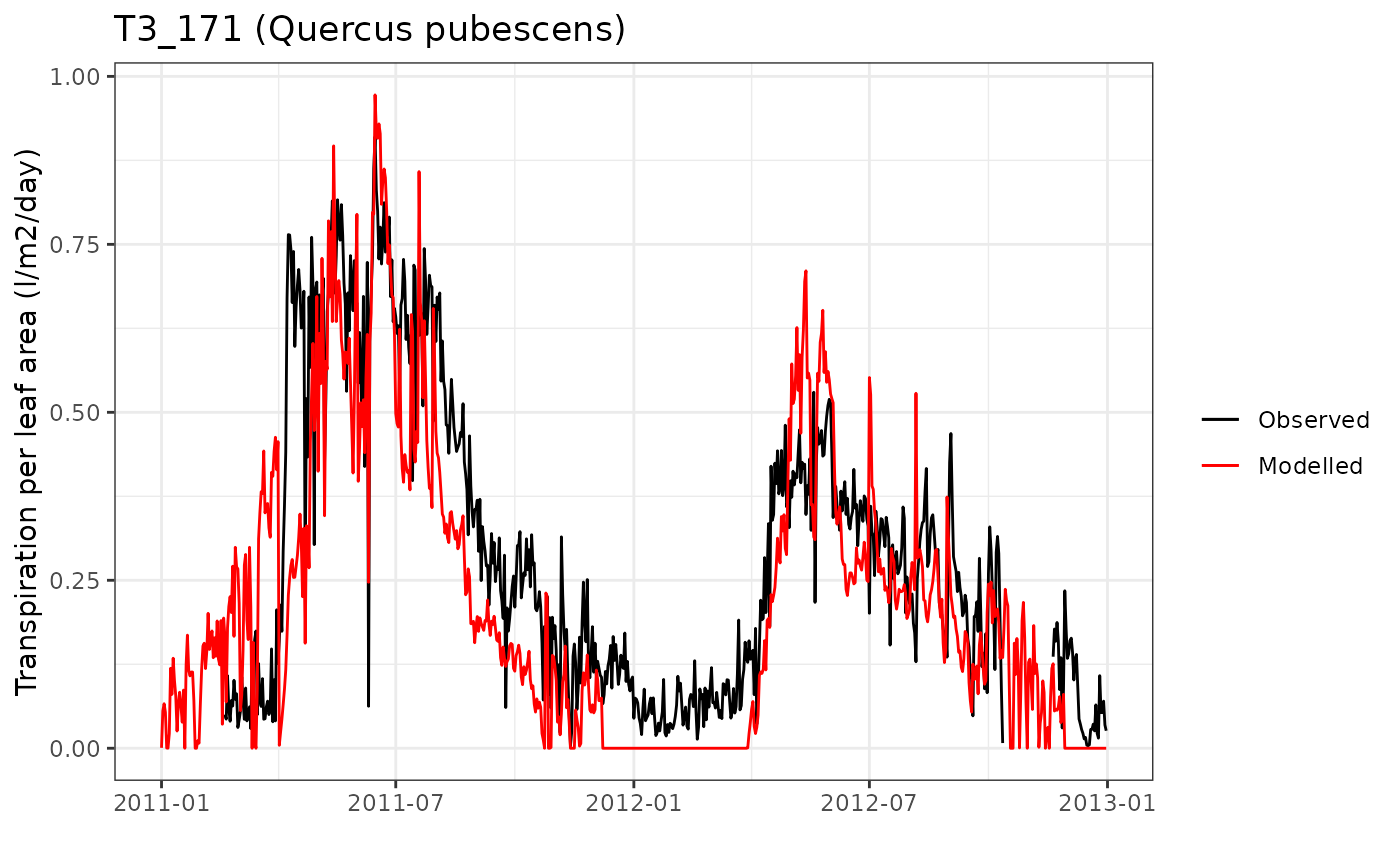 T3_171 (Quercus pubescens)
Transpiration per leaf area (l/m2/day)
1.00
0.75
0.50
0.25
0.00
2011-01
2011-07
2012-01
2012-07
2013-01
Observed
Modelled